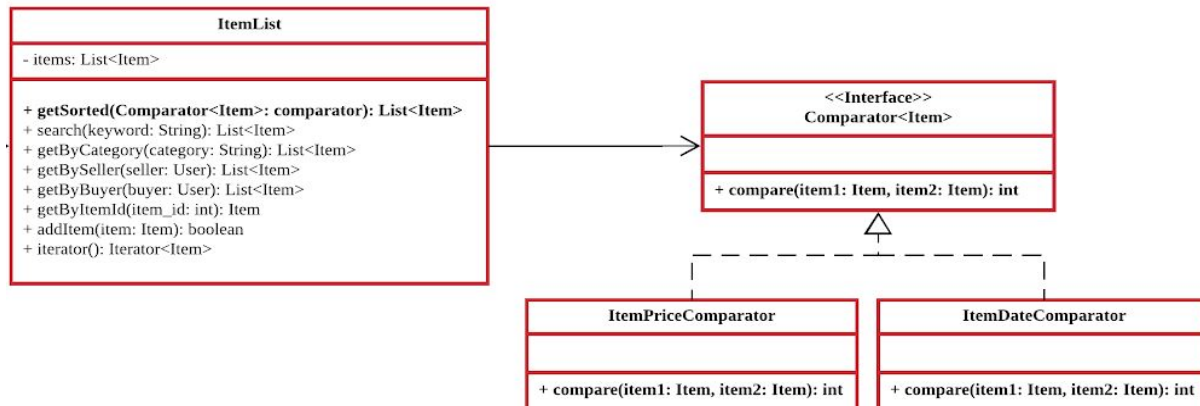 ItemList
- items: List<Item>
+ getSorted(Comparator<Item>: comparator): List<Item>
+ search(keyword: String): List<Item>
+ getByCategory(category: String): List<Item>
+ getBySeller(seller: User): List<Item>
+ getByBuyer(buyer: User): List<Item>
+ getByItemId(item_id: int): Item
+ addItem(item: Item): boolean
+ iterator(): Iterator<Item>
<<Interface>>
Comparator<Item>
+ compare(item1: Item, item2: Item): int
ItemPriceComparator
+ compare(item1: Item, item2: Item): int
ItemDateComparator
+ compare(item1: Item, item2: Item): int